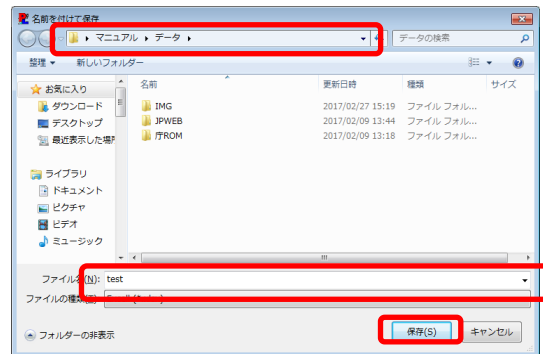 名前を付けて保存
マニュアル ▸ データ ▸
データの検索
整理 ▼ 新しいフォルダー
お気に入り
ダウンロード
デスクトップ
最近表示した場所
ライブラリ
ドキュメント
ピクチャ
ビデオ
ミュージック
名前 更新日時 種類 サイズ
IMG 2017/02/27 15:19 ファイル フォル...
JPWEB 2017/02/09 13:44 ファイル フォル...
庁ROM 2017/02/09 13:18 ファイル フォル...
ファイル名(N): test
ファイルの種類(T):
フォルダーの非表示
保存(S) キャンセル